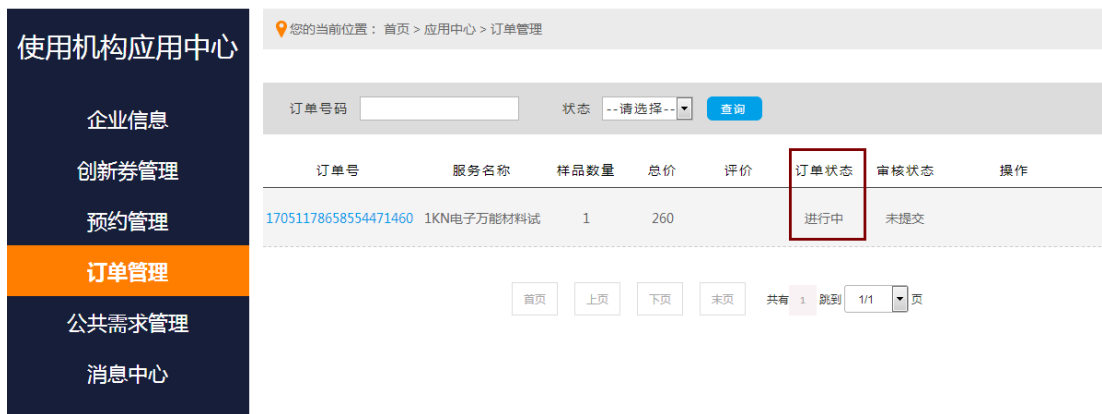 使用机构应用中心
企业信息
创新券管理
预约管理
订单管理
公共需求管理
消息中心
您的当前位置： 首页 > 应用中心 > 订单管理
订单号码 状态 --请选择-- 查询
订单号 服务名称 样品数量 总价 评价 订单状态 审核状态 操作
17051178658554471460 1KN电子万能材料试 1 260 进行中 未提交
首页 上页 下页 末页 共有 1 跳到 1/1 页